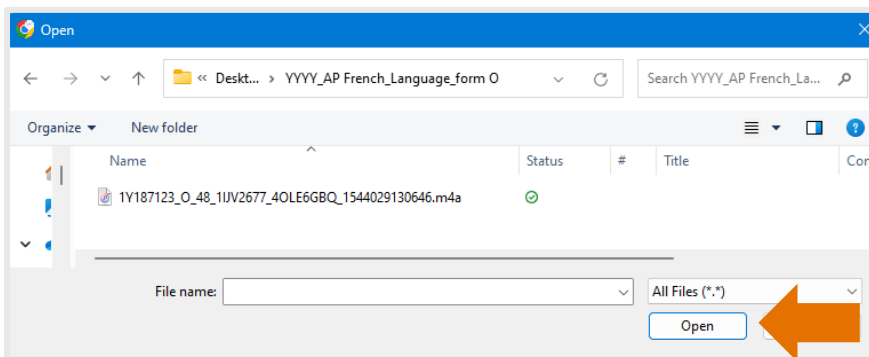 Open
« Deskt... › YYYY_AP French_Language_form O
Search YYYY_AP French_La...
Organize
New folder
?
Name
Status
#
Title
Cor
1Y187123_O_48_1IJV2677_4OLE6GBQ_1544029130646.m4a
File name:
All Files (*.*)
Open